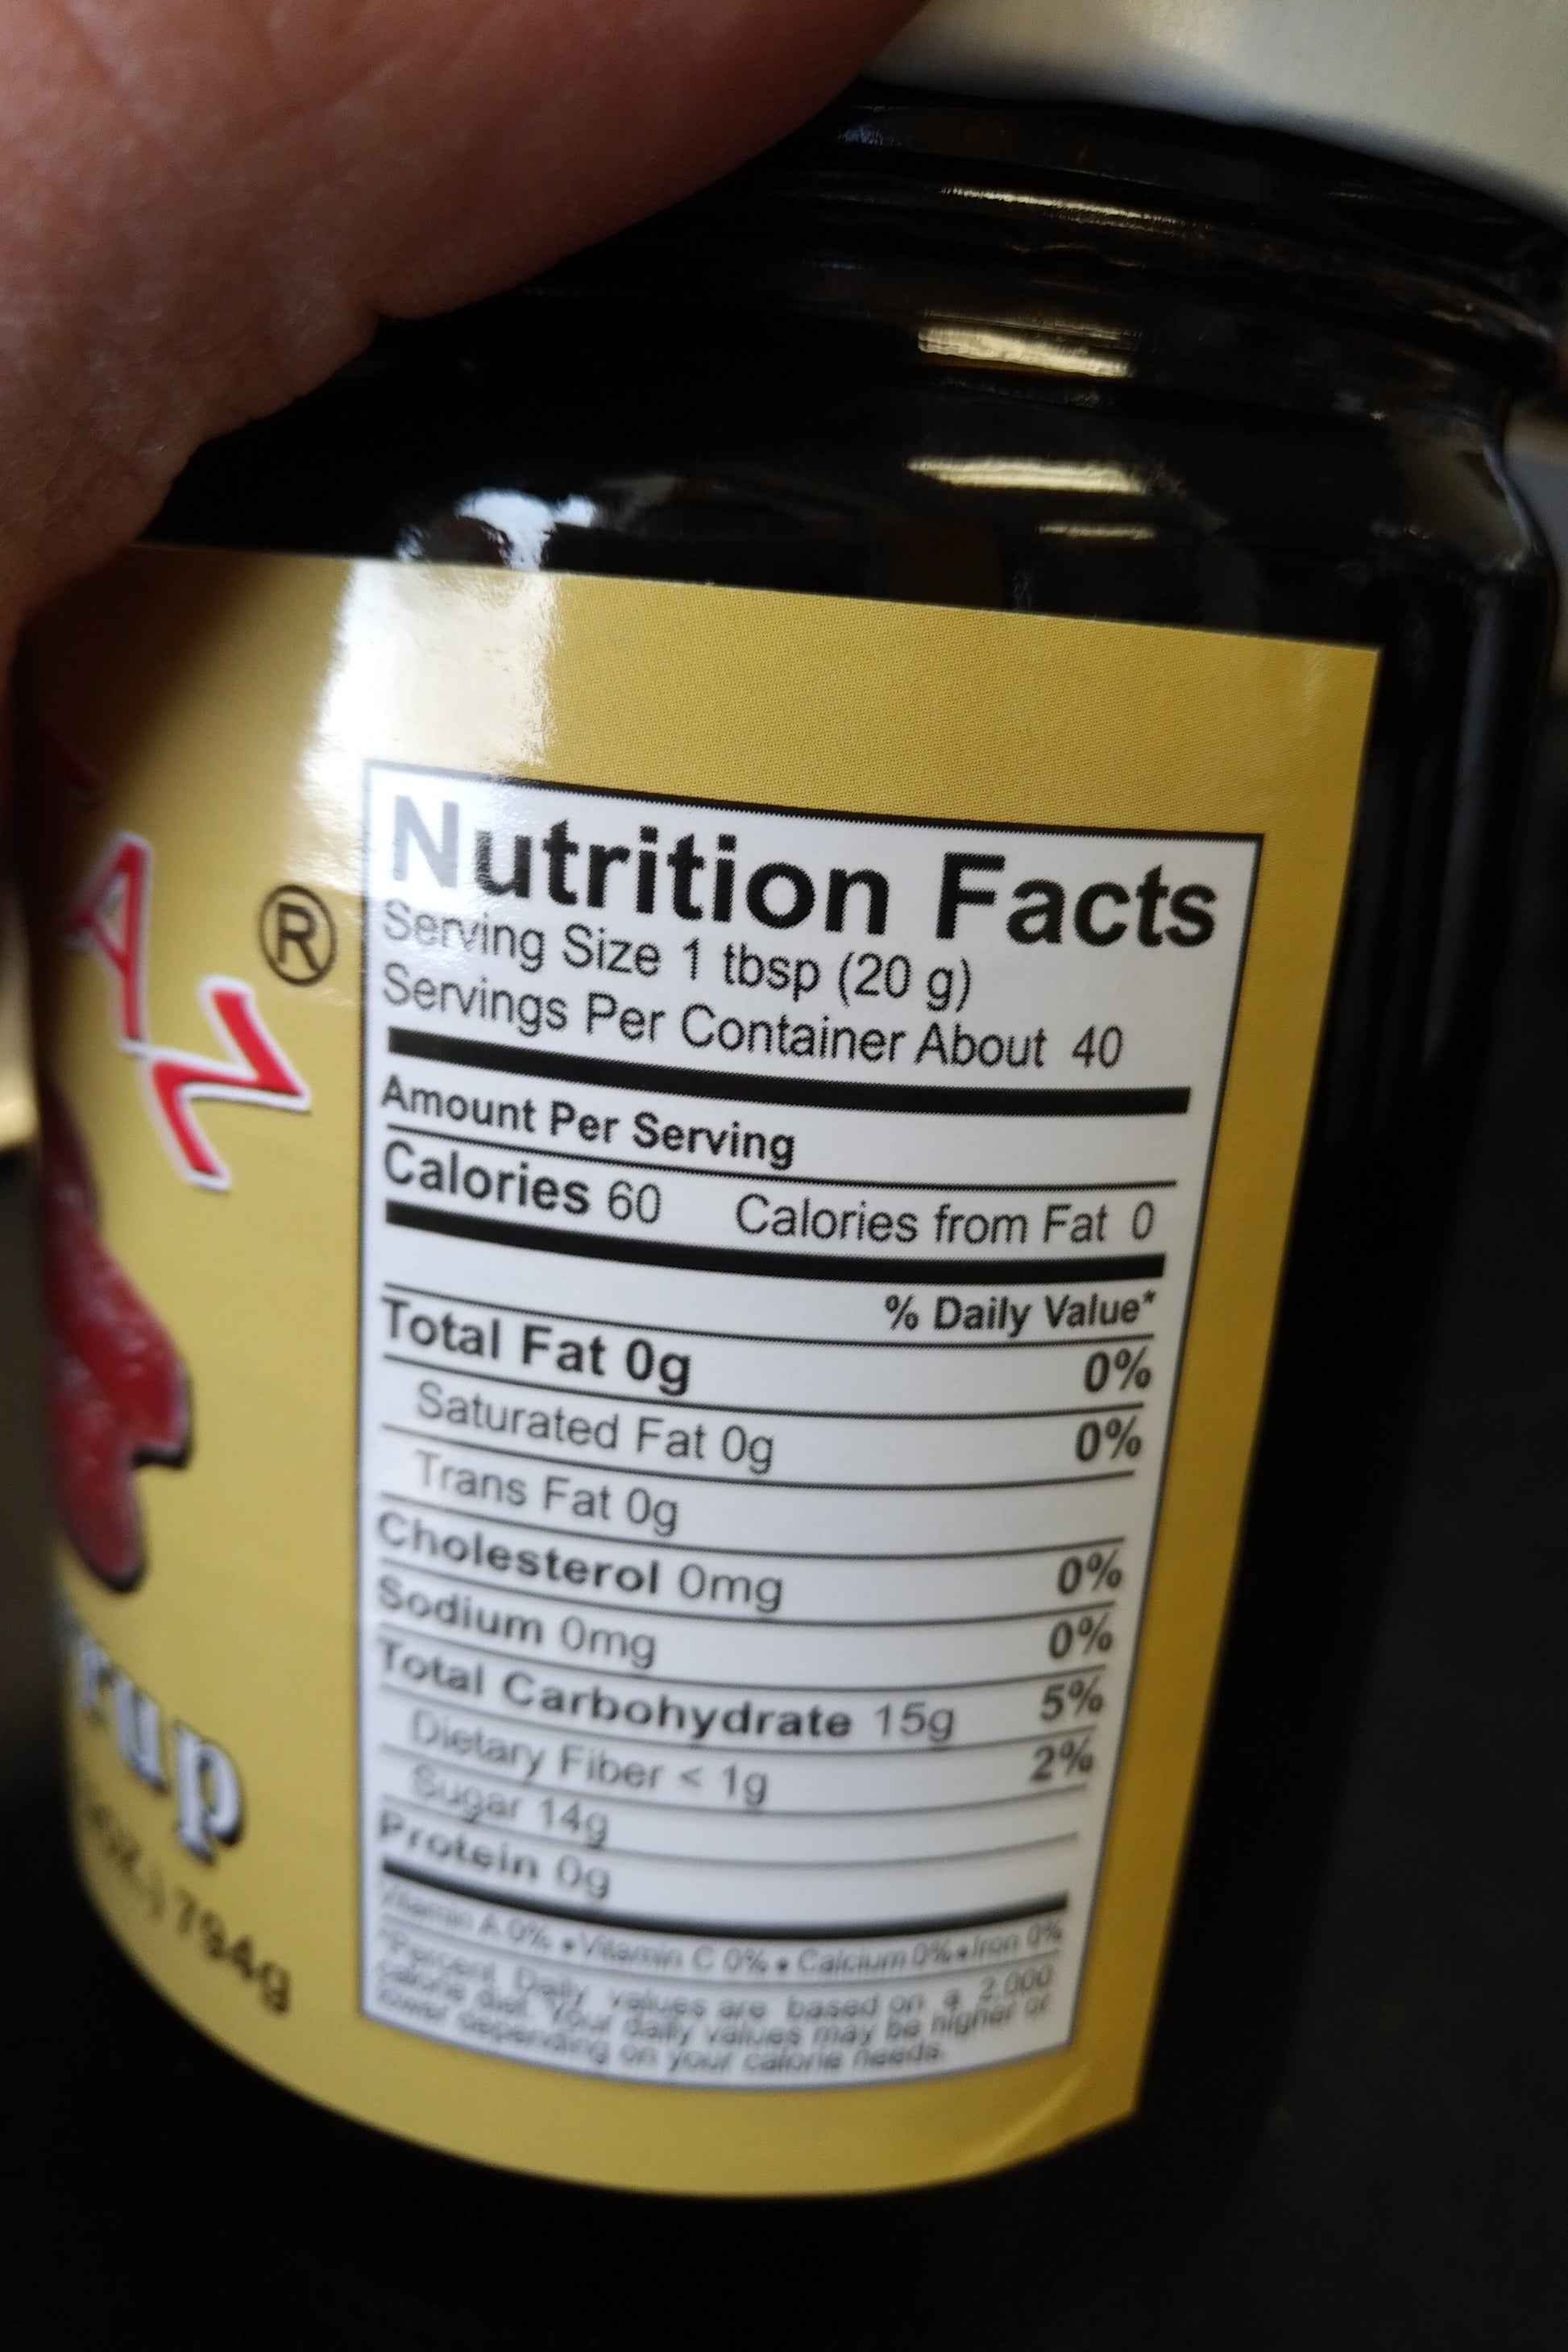 AN®
rup
OZ.) 794g
Nutrition Facts
Serving Size 1 tbsp (20 g)
Servings Per Container About 40
Amount Per Serving
Calories 60 Calories from Fat 0
% Daily Value*
Total Fat 0g 0%
Saturated Fat 0g 0%
Trans Fat 0g
Cholesterol 0mg 0%
Sodium 0mg 0%
Total Carbohydrate 15g 5%
Dietary Fiber < 1g 2%
Sugar 14g
Protein 0g
Vitamin A 0% • Vitamin C 0% • Calcium 0% • Iron 0%
*Percent Daily values are based on a 2,000
calorie diet. Your daily values may be higher or
lower depending on your calorie needs.